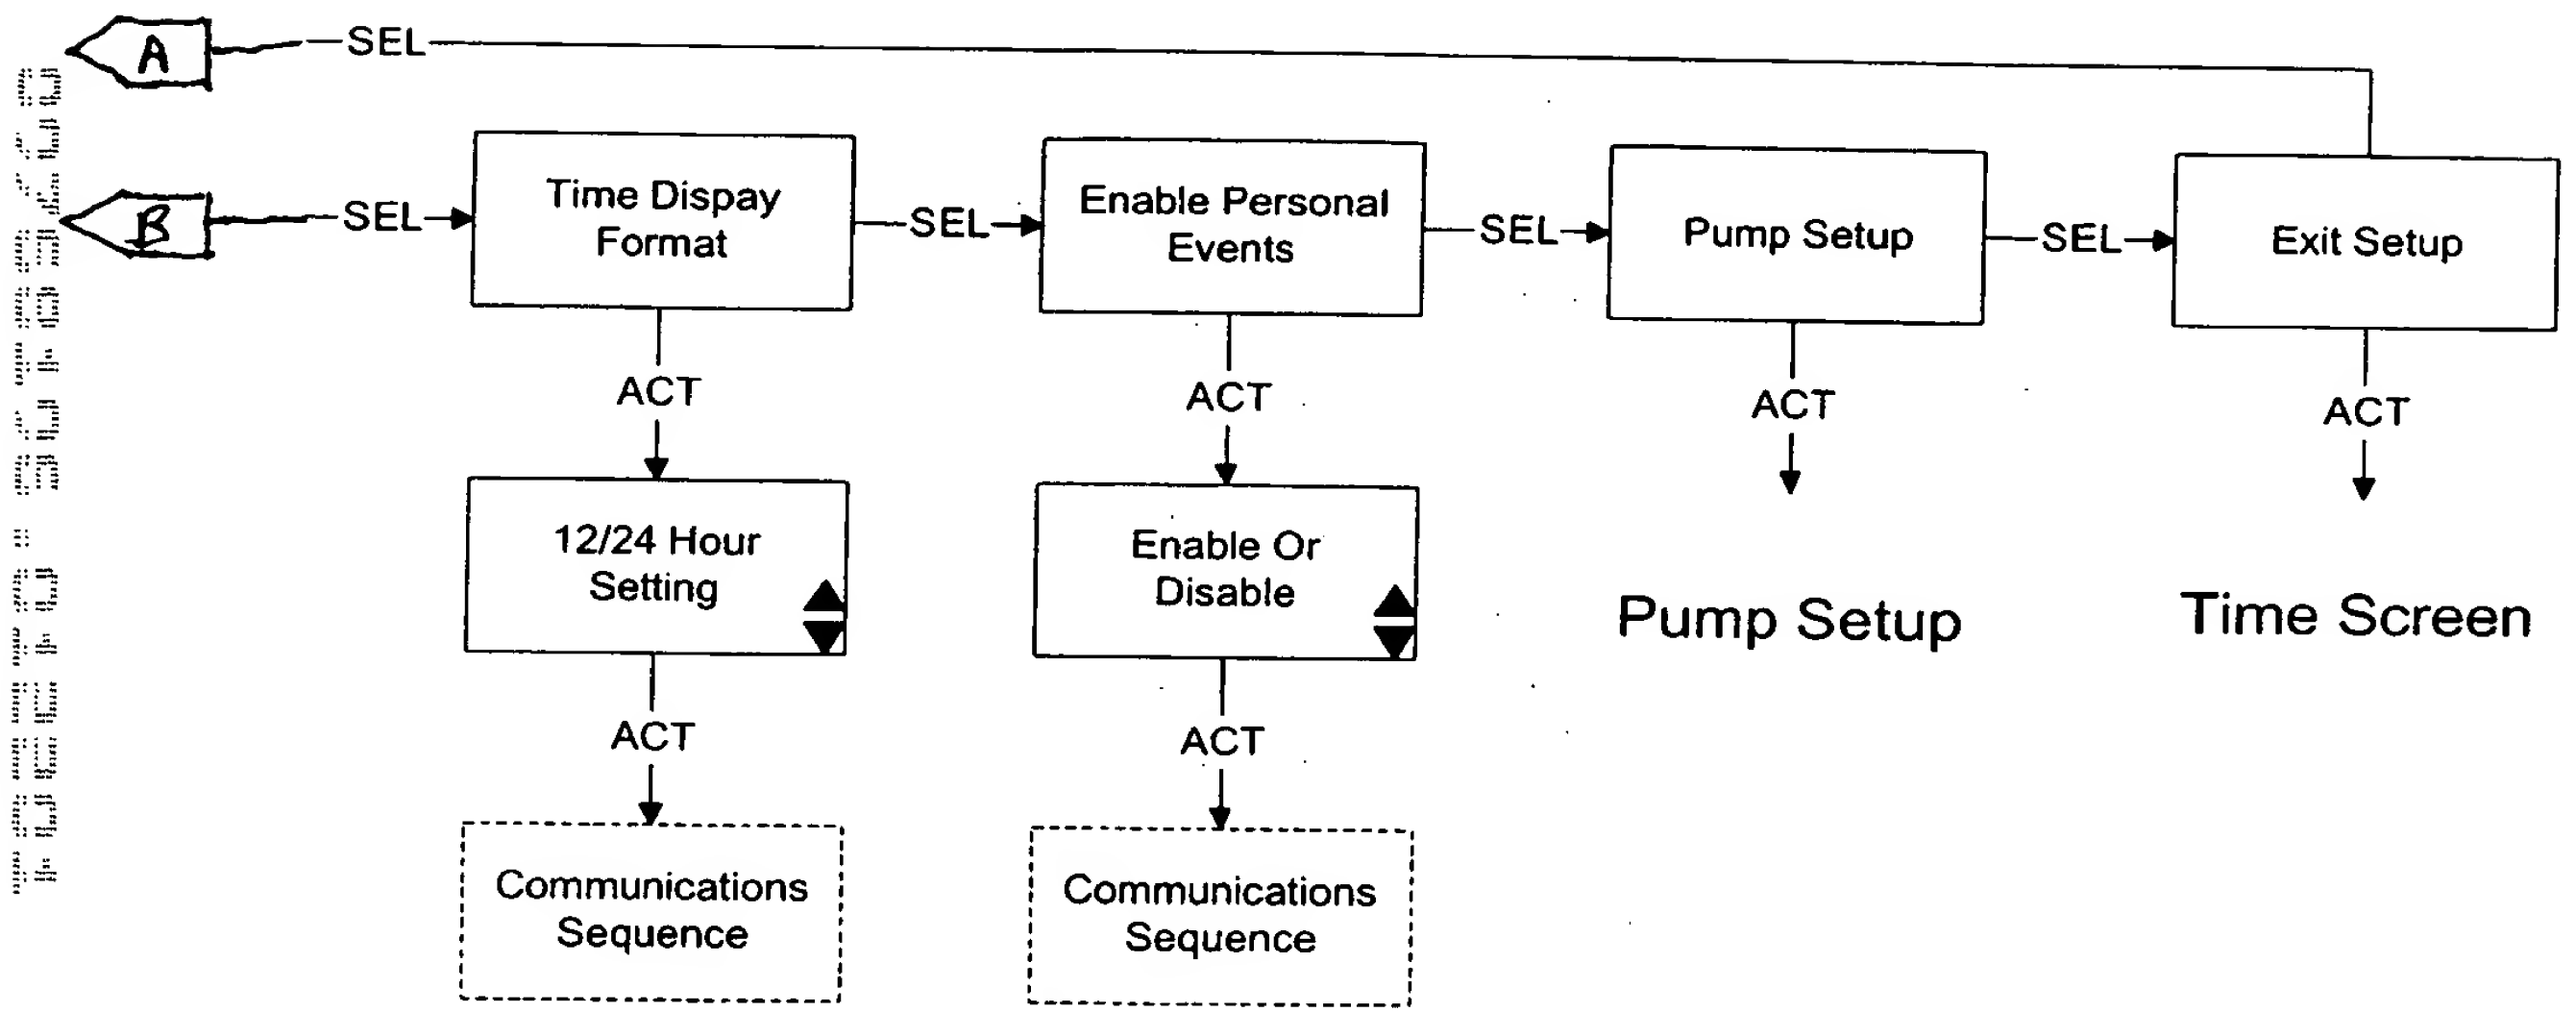 A
SEL
B
SEL
Time Dispay
Format
SEL
Enable Personal
Events
SEL
Pump Setup
SEL
Exit Setup
ACT
ACT
ACT
ACT
12/24 Hour
Setting
Enable Or
Disable
Pump Setup
Time Screen
ACT
ACT
Communications
Sequence
Communications
Sequence